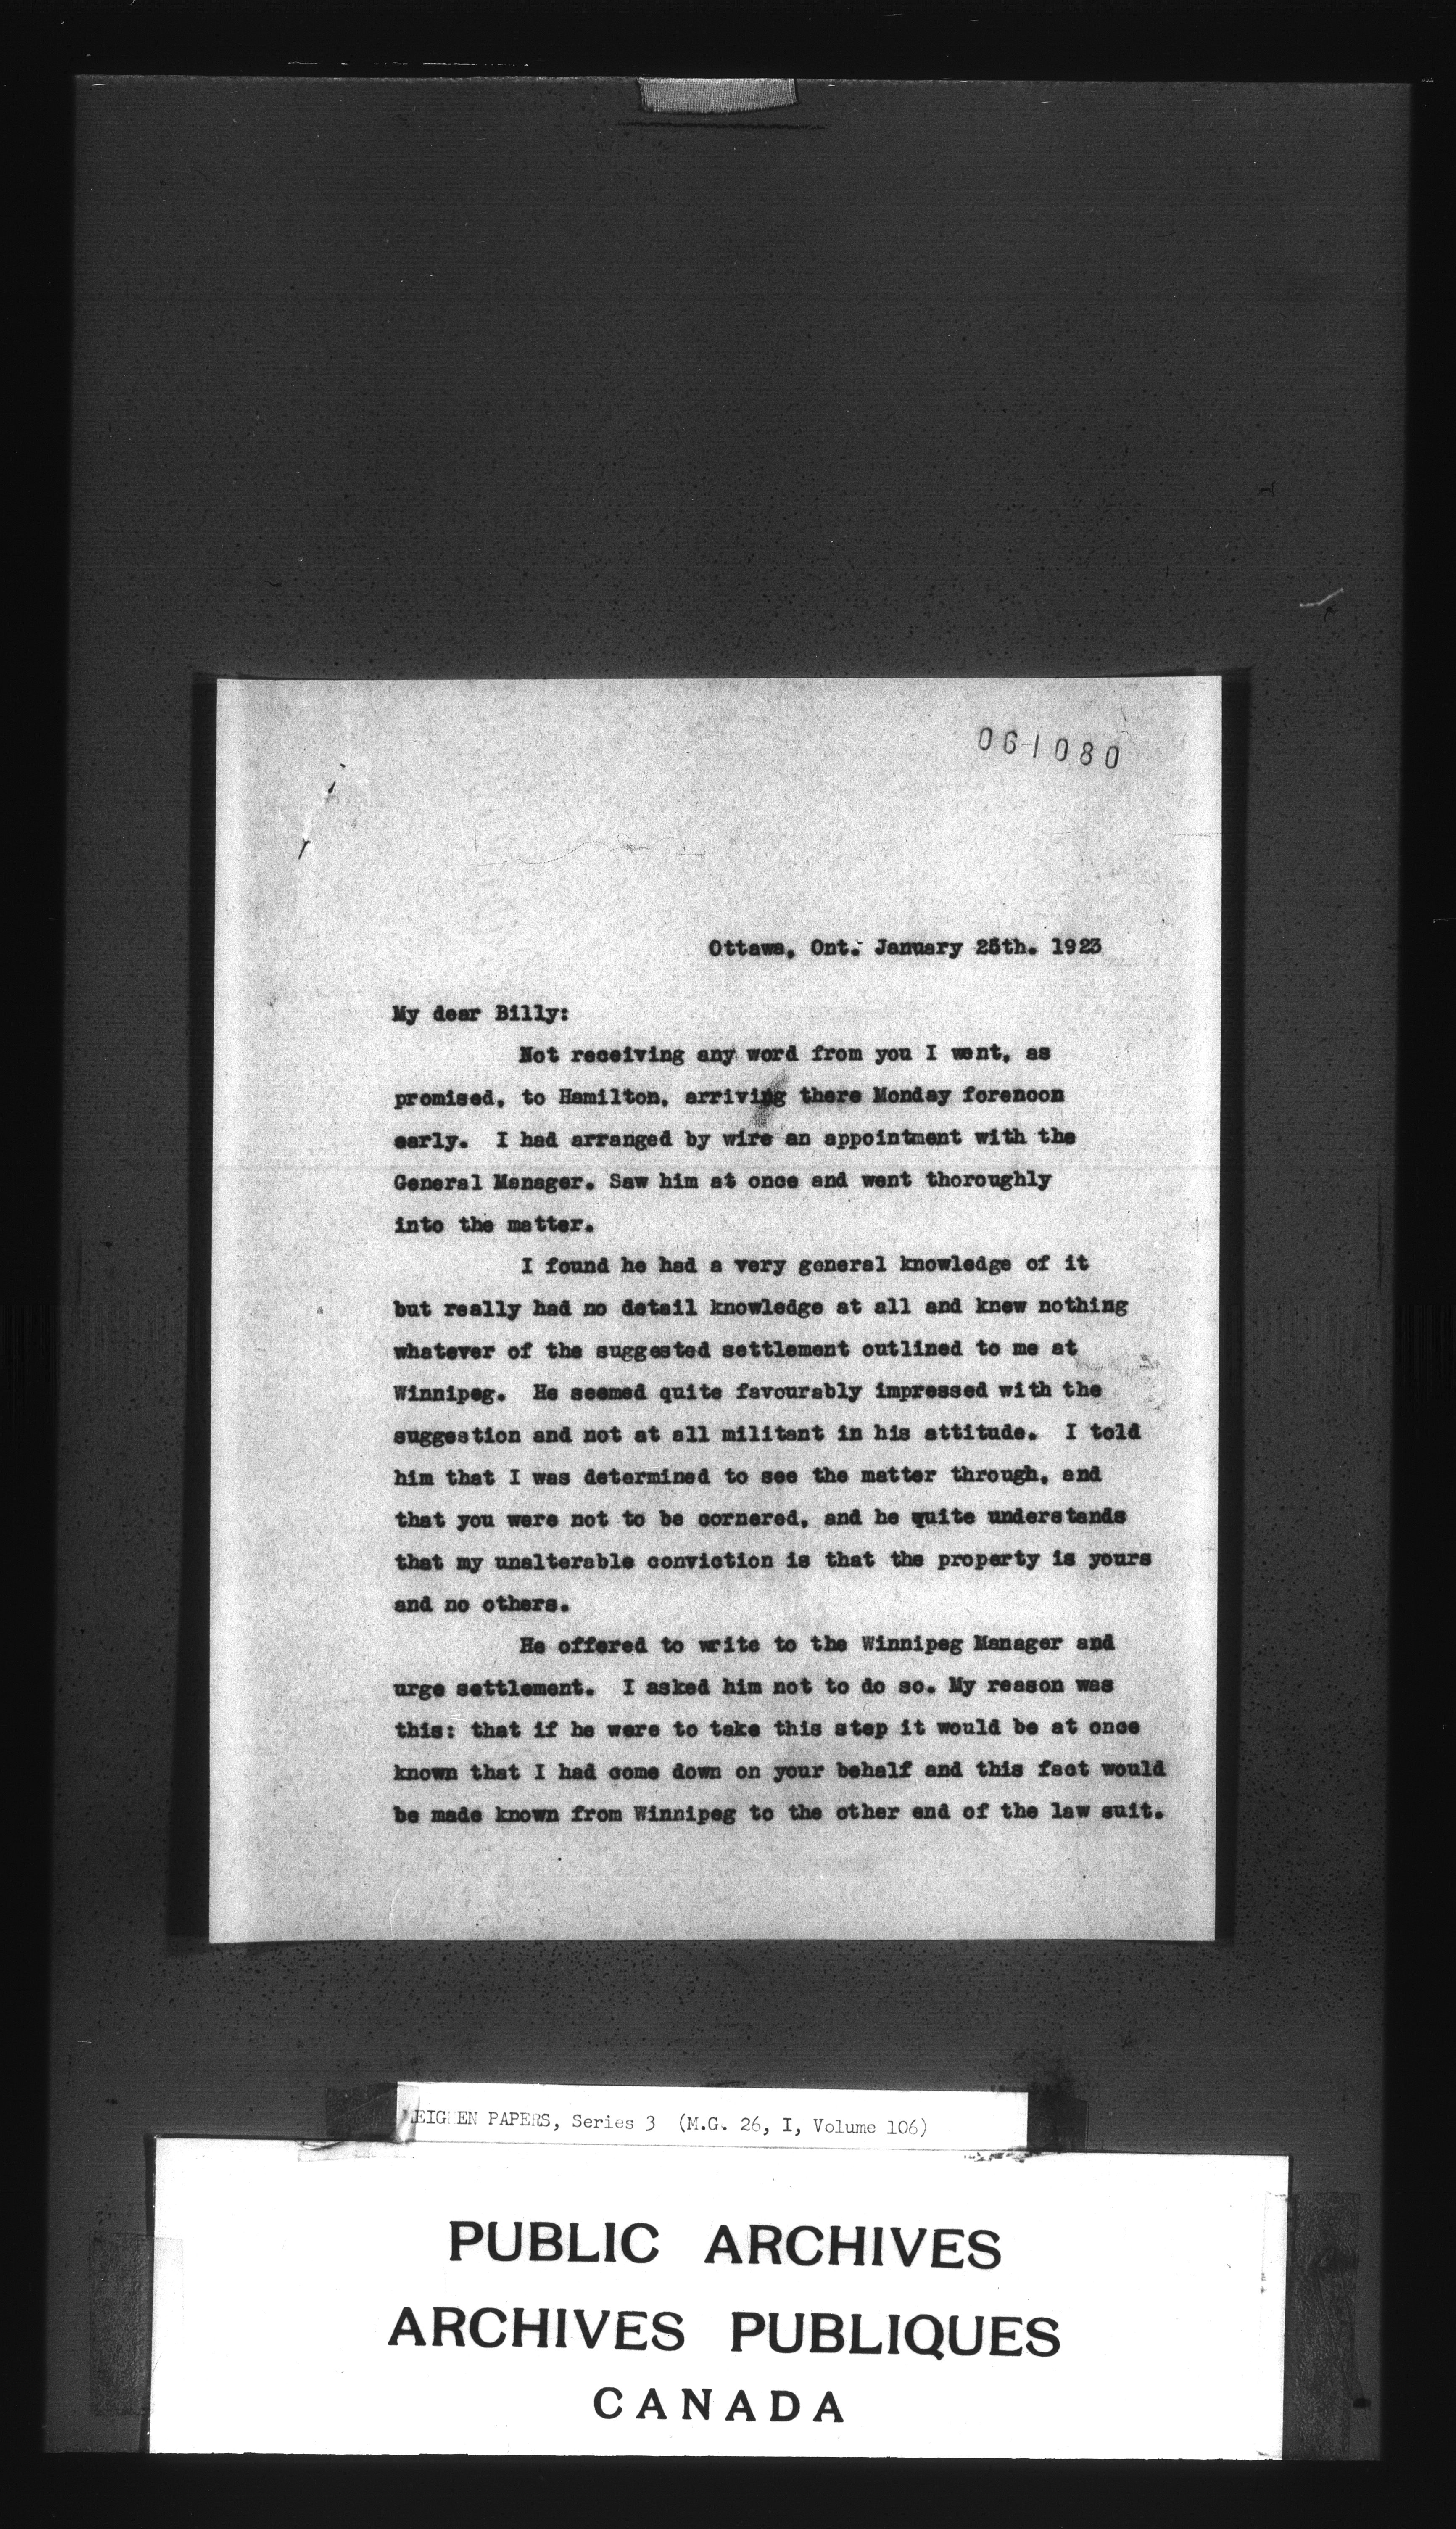 061080
Ottawa, Ont. January 25th. 1923
My dear Billy:
Not receiving any word from you I went, as
promised, to Hamilton, arriving there Monday forenoon
early. I had arranged by wire an appointment with the
General Manager. Saw him at once and went thoroughly
into the matter.
I found he had a very general knowledge of it
but really had no detail knowledge at all and knew nothing
whatever of the suggested settlement outlined to me at
Winnipeg. He seemed quite favourably impressed with the
suggestion and not at all militant in his attitude. I told
him that I was determined to see the matter through, and
that you were not to be cornered, and he quite understands
that my unalterable conviction is that the property is yours
and no others.
He offered to write to the Winnipeg Manager and
urge settlement. I asked him not to do so. My reason was
this: that if he were to take this step it would be at once
known that I had come down on your behalf and this fact would
be made known from Winnipeg to the other end of the law suit.
MEIGHEN PAPERS, Series 3 (M.G. 26, I, Volume 106)
PUBLIC ARCHIVES
ARCHIVES PUBLIQUES
CANADA